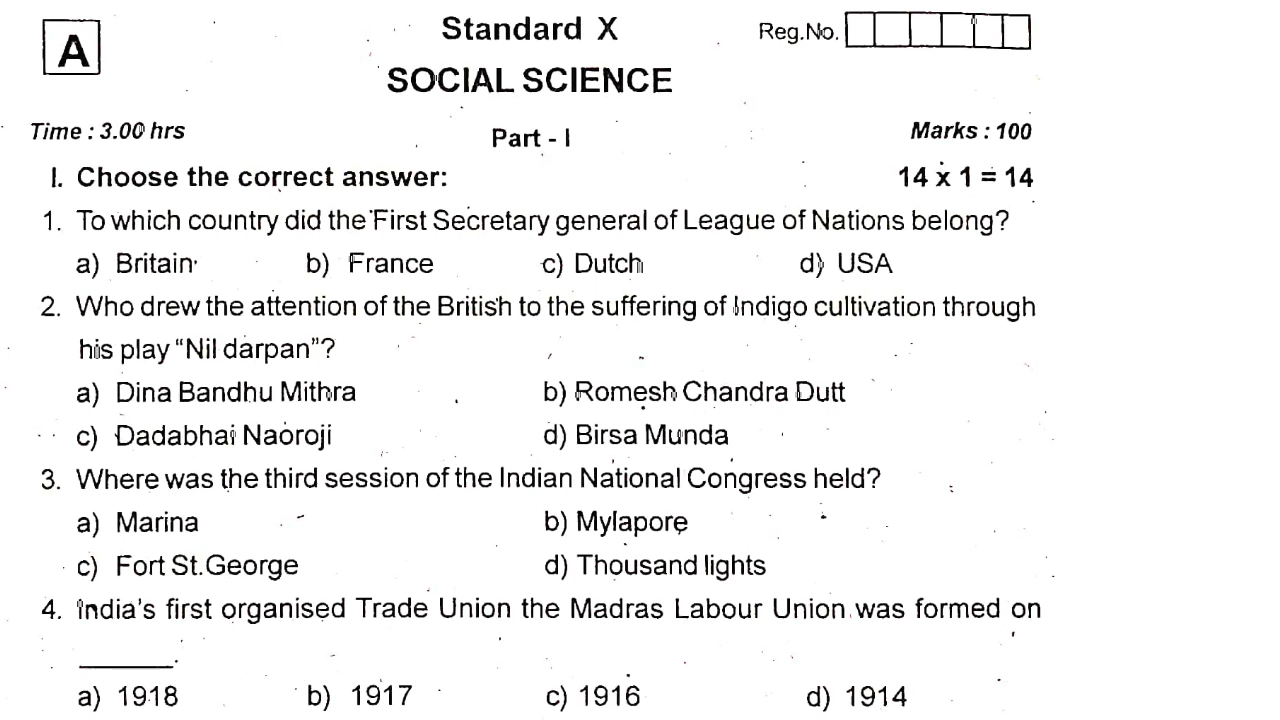 A
Standard X
Reg.No.
SOCIAL SCIENCE
Time : 3.00 hrs
Part - I
Marks : 100
I. Choose the correct answer:
14 x 1 = 14
1. To which country did the First Secretary general of League of Nations belong?
a) Britain b) France c) Dutch d) USA
2. Who drew the attention of the British to the suffering of Indigo cultivation through
his play “Nil darpan”?
a) Dina Bandhu Mithra b) Romesh Chandra Dutt
c) Dadabhai Naoroji d) Birsa Munda
3. Where was the third session of the Indian National Congress held?
a) Marina b) Mylapore
c) Fort St.George d) Thousand lights
4. India's first organised Trade Union the Madras Labour Union was formed on
________.
a) 1918 b) 1917 c) 1916 d) 1914